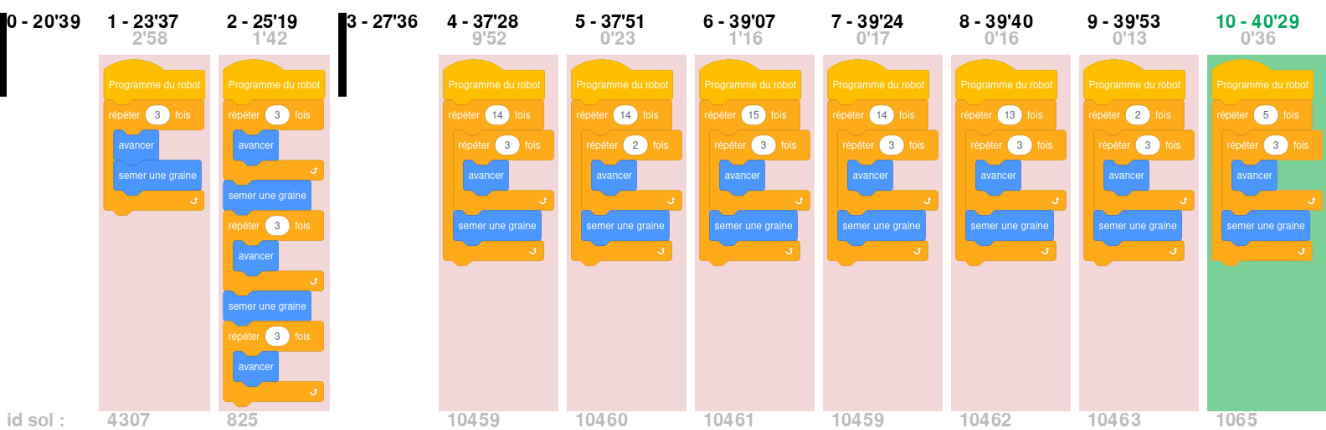 0 - 20'39 1 - 23'37 2 - 25'19 3 - 27'36 4 - 37'28 5 - 37'51 6 - 39'07 7 - 39'24 8 - 39'40 9 - 39'53 10 - 40'29
2'58 1'42 9'52 0'23 1'16 0'17 0'16 0'13 0'36
Programme du robot
répéter 3 fois
avancer
semer une graine
Programme du robot
répéter 3 fois
avancer
semer une graine
répéter 3 fois
avancer
semer une graine
répéter 3 fois
avancer
Programme du robot
répéter 14 fois
répéter 3 fois
avancer
semer une graine
Programme du robot
répéter 14 fois
répéter 2 fois
avancer
semer une graine
Programme du robot
répéter 15 fois
répéter 3 fois
avancer
semer une graine
Programme du robot
répéter 14 fois
répéter 3 fois
avancer
semer une graine
Programme du robot
répéter 13 fois
répéter 3 fois
avancer
semer une graine
Programme du robot
répéter 2 fois
répéter 3 fois
avancer
semer une graine
Programme du robot
répéter 5 fois
répéter 3 fois
avancer
semer une graine
id sol : 4307 825 10459 10460 10461 10459 10462 10463 1065